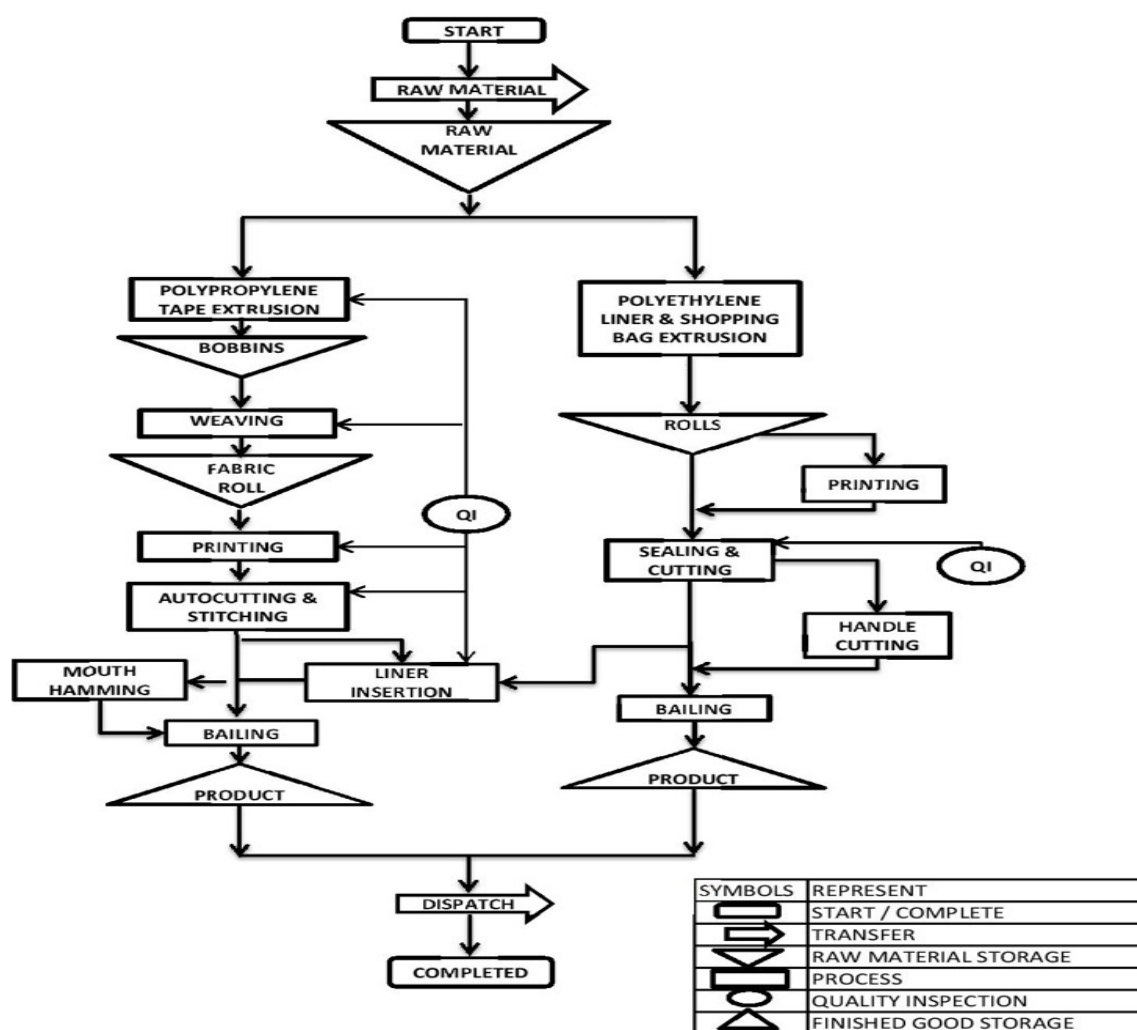 START
RAW MATERIAL
RAW
MATERIAL
POLYPROPYLENE
TAPE EXTRUSION
BOBBINS
WEAVING
FABRIC
ROLL
PRINTING
AUTOCUTTING &
STITCHING
MOUTH
HAMMING
LINER
INSERTION
BAILING
PRODUCT
QI
POLYETHYLENE
LINER & SHOPPING
BAG EXTRUSION
ROLLS
PRINTING
SEALING &
CUTTING
QI
HANDLE
CUTTING
BAILING
PRODUCT
DISPATCH
COMPLETED
SYMBOLS REPRESENT
START / COMPLETE
TRANSFER
RAW MATERIAL STORAGE
PROCESS
QUALITY INSPECTION
FINISHED GOOD STORAGE